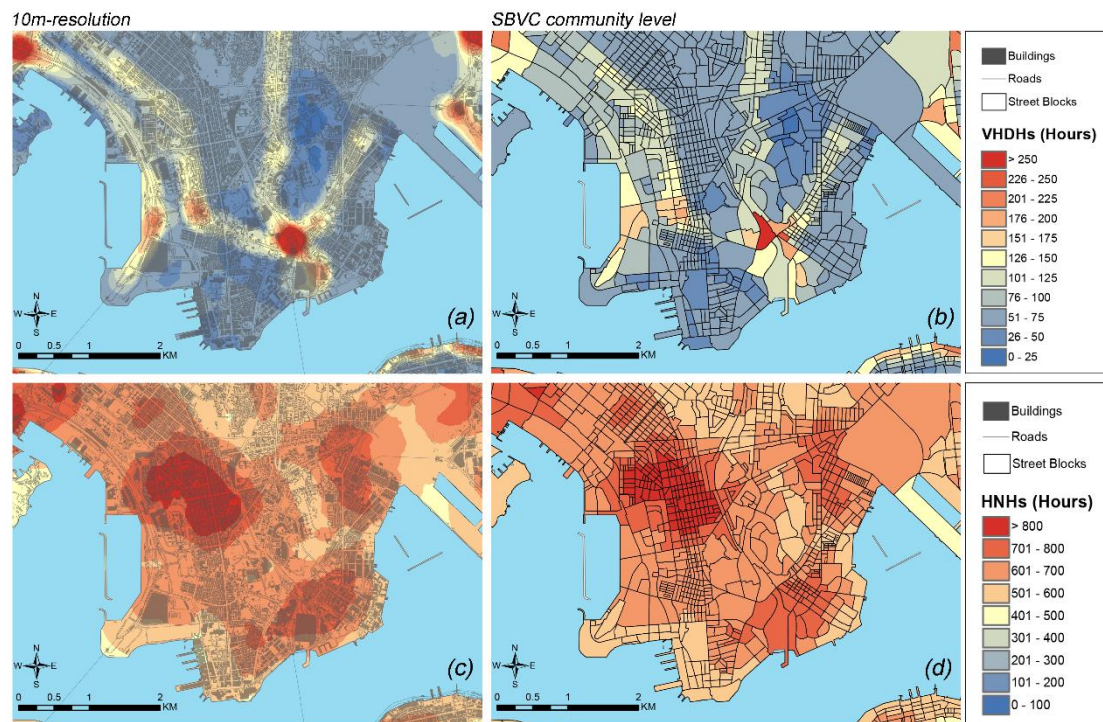 10m-resolution
SBVC community level
Buildings
Roads
Street Blocks
VHDHs (Hours)
> 250
226 - 250
201 - 225
176 - 200
151 - 175
126 - 150
101 - 125
76 - 100
51 - 75
26 - 50
0 - 25
N
W E
S
0 0.5 1 2
KM
(a)
N
W E
S
0 0.5 1 2
KM
(b)
Buildings
Roads
Street Blocks
HNHs (Hours)
> 800
701 - 800
601 - 700
501 - 600
401 - 500
301 - 400
201 - 300
101 - 200
0 - 100
N
W E
S
0 0.5 1 2
KM
(c)
N
W E
S
0 0.5 1 2
KM
(d)